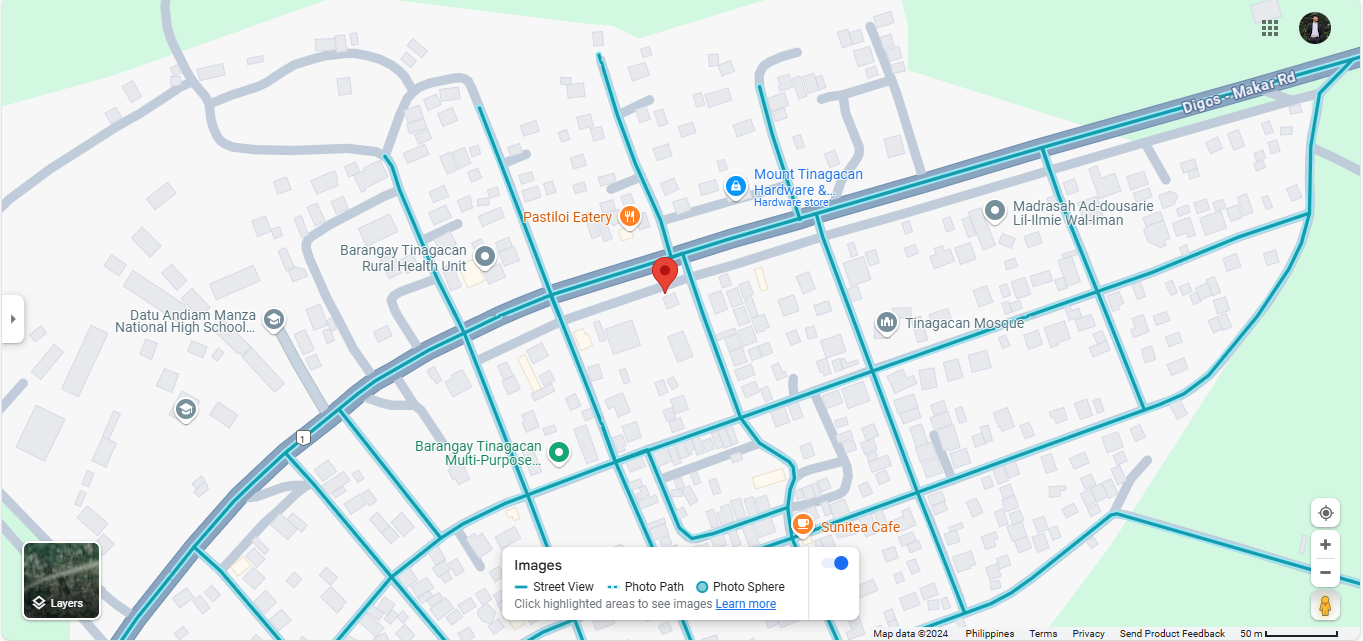 Digos - Makar Rd
Mount Tinagacan
Hardware &...
Hardware store
Pastiloi Eatery
Madrasah Ad-dousarie
Lil-Ilmie Wal-Iman
Barangay Tinagacan
Rural Health Unit
Datu Andiam Manza
National High School...
Tinagacan Mosque
1
Barangay Tinagacan
Multi-Purpose...
Sunitea Cafe
Images
Street View
Photo Path
Photo Sphere
Click highlighted areas to see images Learn more
Layers
Map data ©2024
Philippines
Terms
Privacy
Send Product Feedback
50 m